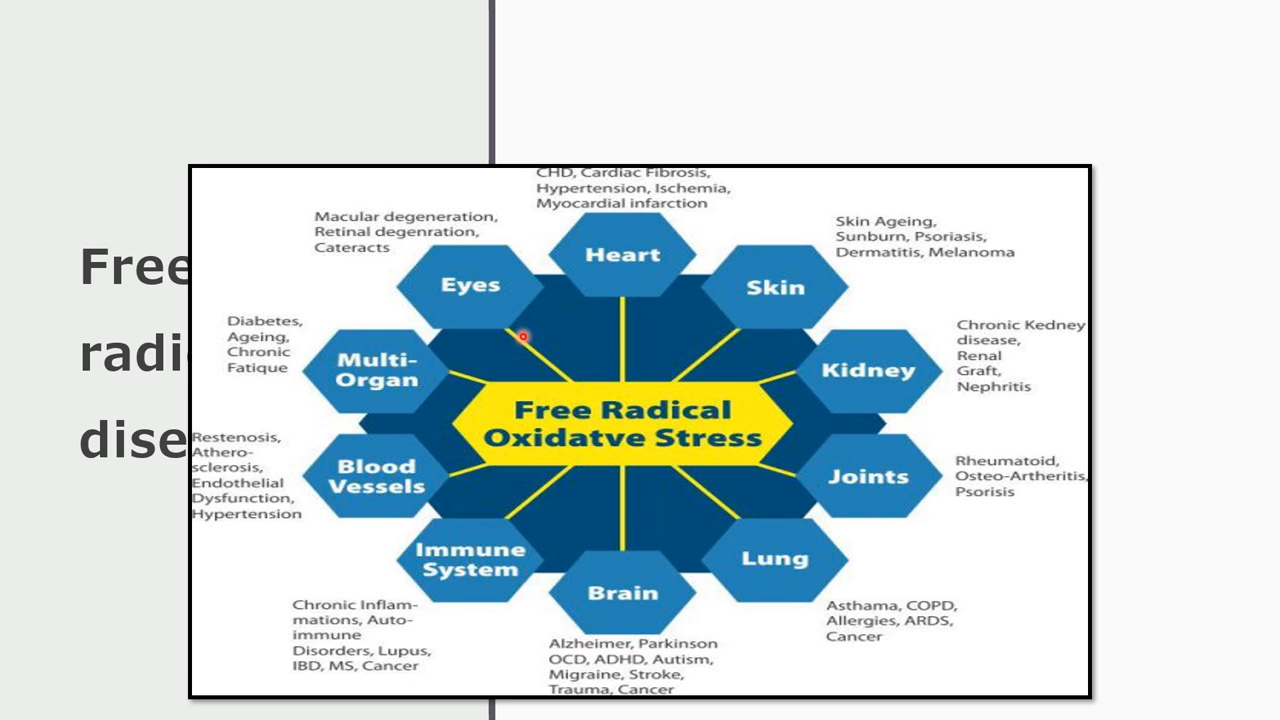 Free
CHD, Cardiac Fibrosis,
Hypertension, Ischemia,
Myocardial infarction
Heart
Macular degeneration,
Retinal degenration,
Cateracts
Eyes
Skin Ageing,
Sunburn, Psoriasis,
Dermatitis, Melanoma
Skin
Diabetes,
Ageing,
Chronic
Fatique
Multi-
Organ
Chronic Kedney
disease,
Renal
Graft,
Nephritis
Kidney
Free Radical
Oxidatve Stress
Restenosis,
Athero-
sclerosis,
Endothelial
Dysfunction,
Hypertension
Blood
Vessels
Joints
Rheumatoid,
Osteo-Artheritis,
Psorisis
Immune
System
Chronic Inflam-
mations, Auto-
immune
Disorders, Lupus,
IBD, MS, Cancer
Brain
Alzheimer, Parkinson
OCD, ADHD, Autism,
Migraine, Stroke,
Trauma, Cancer
Lung
Asthama, COPD,
Allergies, ARDS,
Cancer